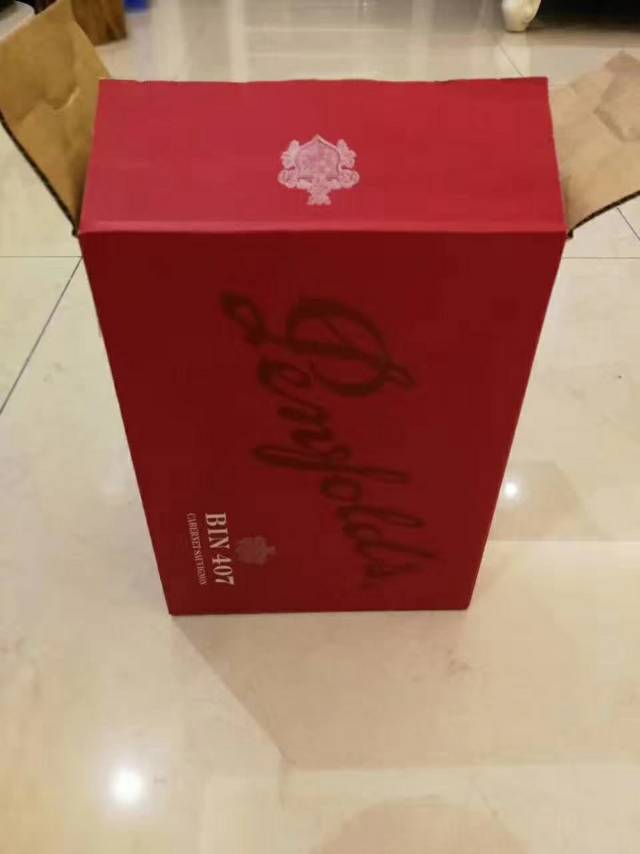 Penfolds
BIN 407
CABERNET SAUVIGNON